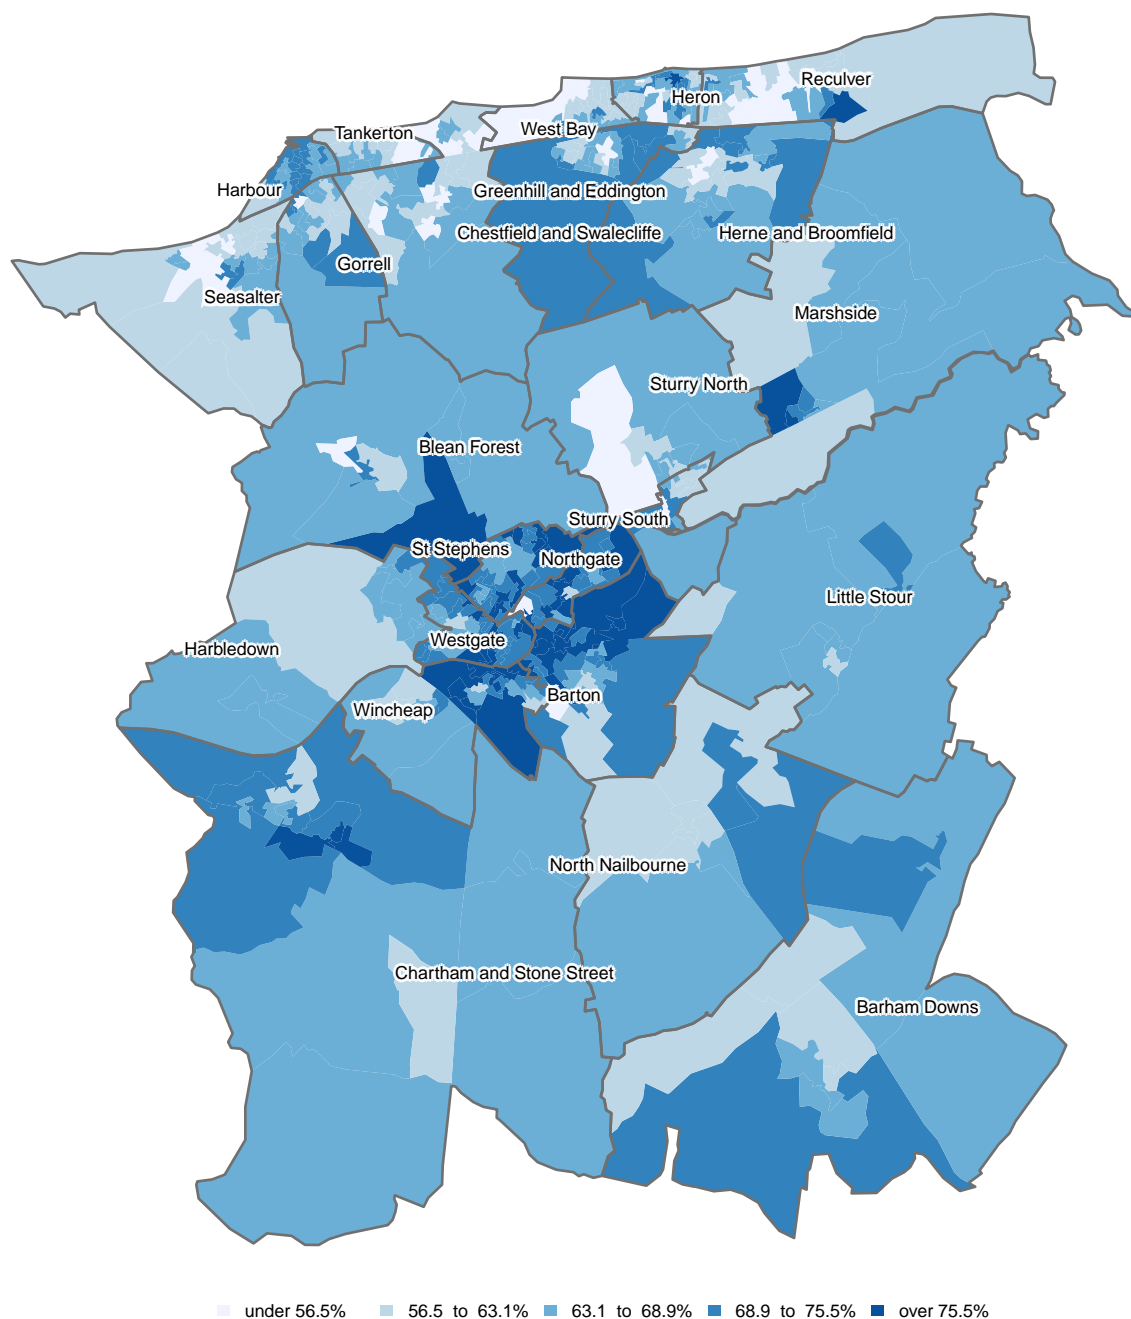 Reculver
Heron
West Bay
Tankerton
Harbour
Greenhill and Eddington
Chestfield and Swalecliffe
Herne and Broomfield
Gorrell
Seasalter
Marshside
Sturry North
Blean Forest
Sturry South
St Stephens
Northgate
Little Stour
Westgate
Harbledown
Barton
Wincheap
North Nailbourne
Chartham and Stone Street
Barham Downs
under 56.5% 56.5 to 63.1% 63.1 to 68.9% 68.9 to 75.5% over 75.5%